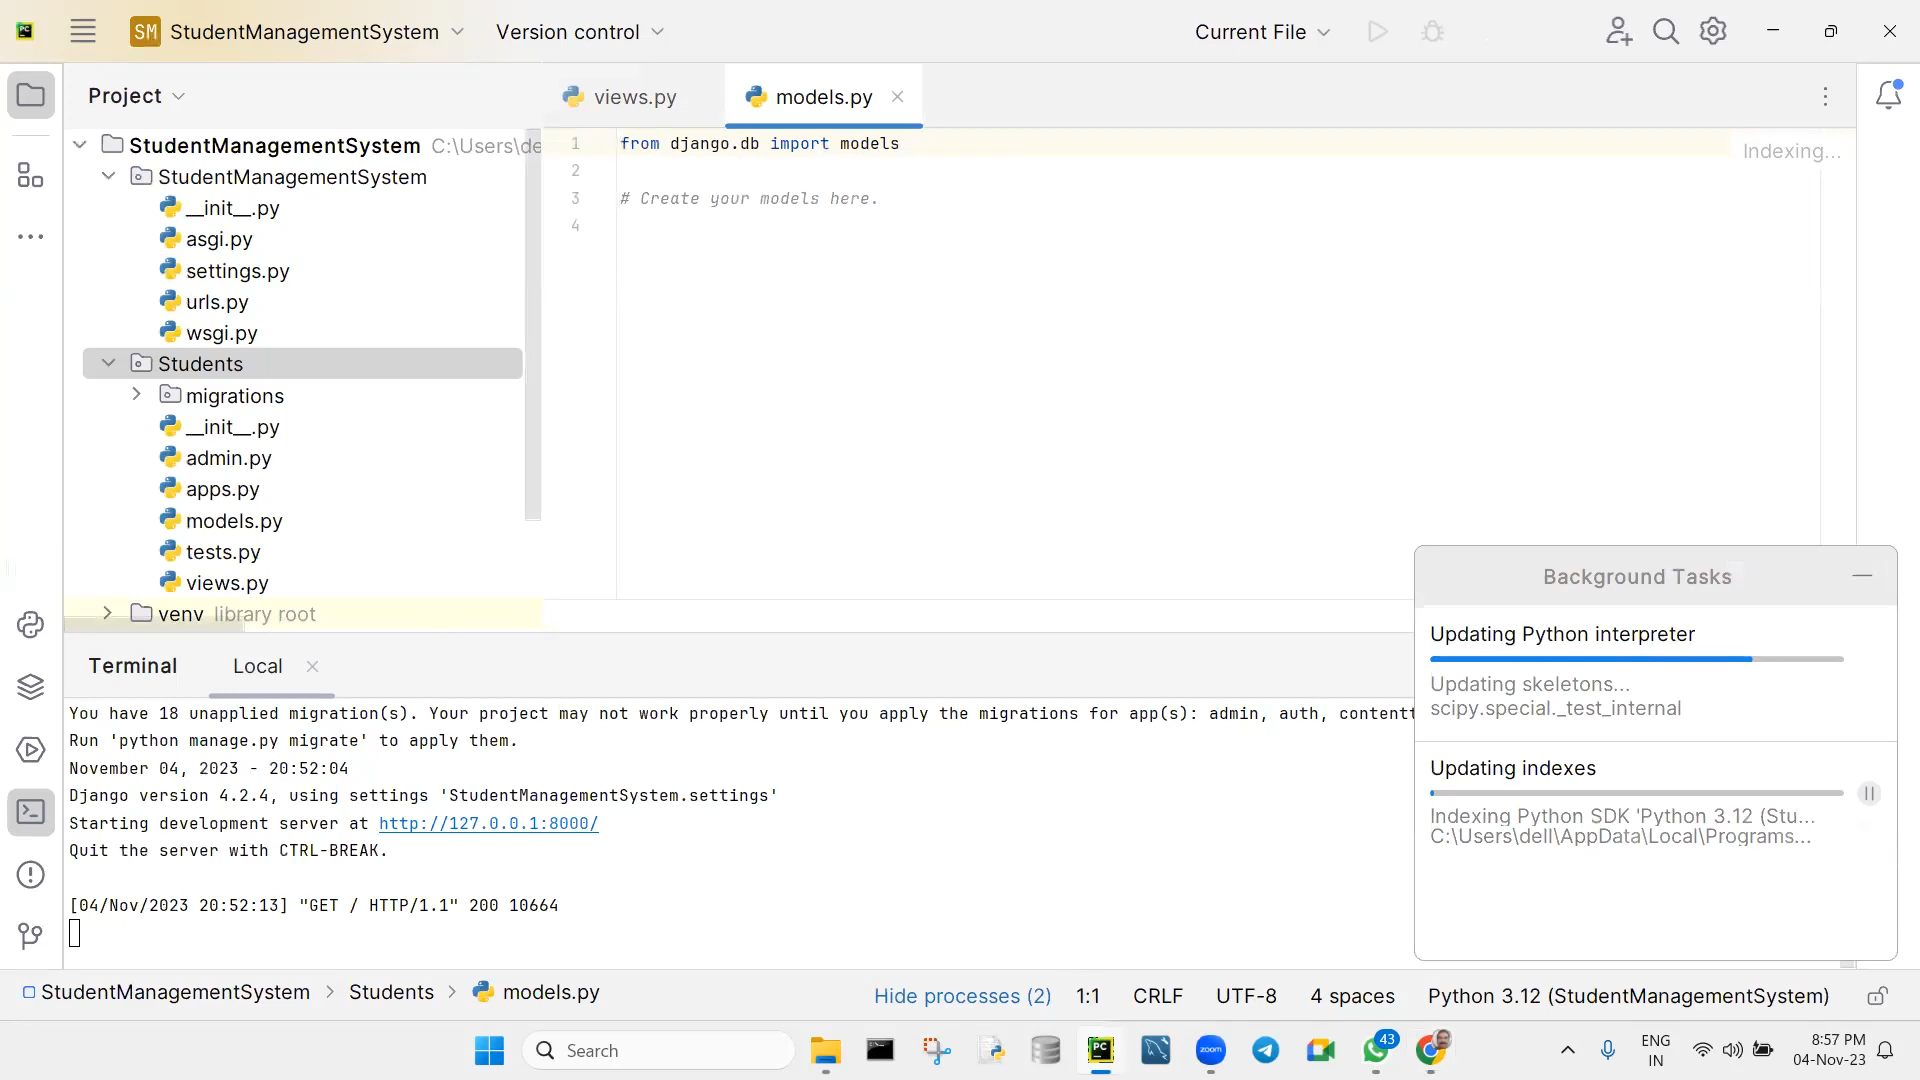 SM StudentManagementSystem Version control Current File
Project
views.py models.py
StudentManagementSystem C:\Users\de
StudentManagementSystem
__init__.py
asgi.py
settings.py
urls.py
wsgi.py
Students
migrations
__init__.py
admin.py
apps.py
models.py
tests.py
views.py
venv library root
1 from django.db import models
2
3 # Create your models here.
4
Indexing...
Background Tasks
Updating Python interpreter
Updating skeletons...
scipy.special._test_internal
Updating indexes
Indexing Python SDK 'Python 3.12 (Stu...
C:\Users\dell\AppData\Local\Programs...
Terminal Local
You have 18 unapplied migration(s). Your project may not work properly until you apply the migrations for app(s): admin, auth, contentt
Run 'python manage.py migrate' to apply them.
November 04, 2023 - 20:52:04
Django version 4.2.4, using settings 'StudentManagementSystem.settings'
Starting development server at http://127.0.0.1:8000/
Quit the server with CTRL-BREAK.
[04/Nov/2023 20:52:13] "GET / HTTP/1.1" 200 10664
StudentManagementSystem > Students > models.py
Hide processes (2) 1:1 CRLF UTF-8 4 spaces Python 3.12 (StudentManagementSystem)
Search
PC
zoom
43
ENG
IN
8:57 PM
04-Nov-23